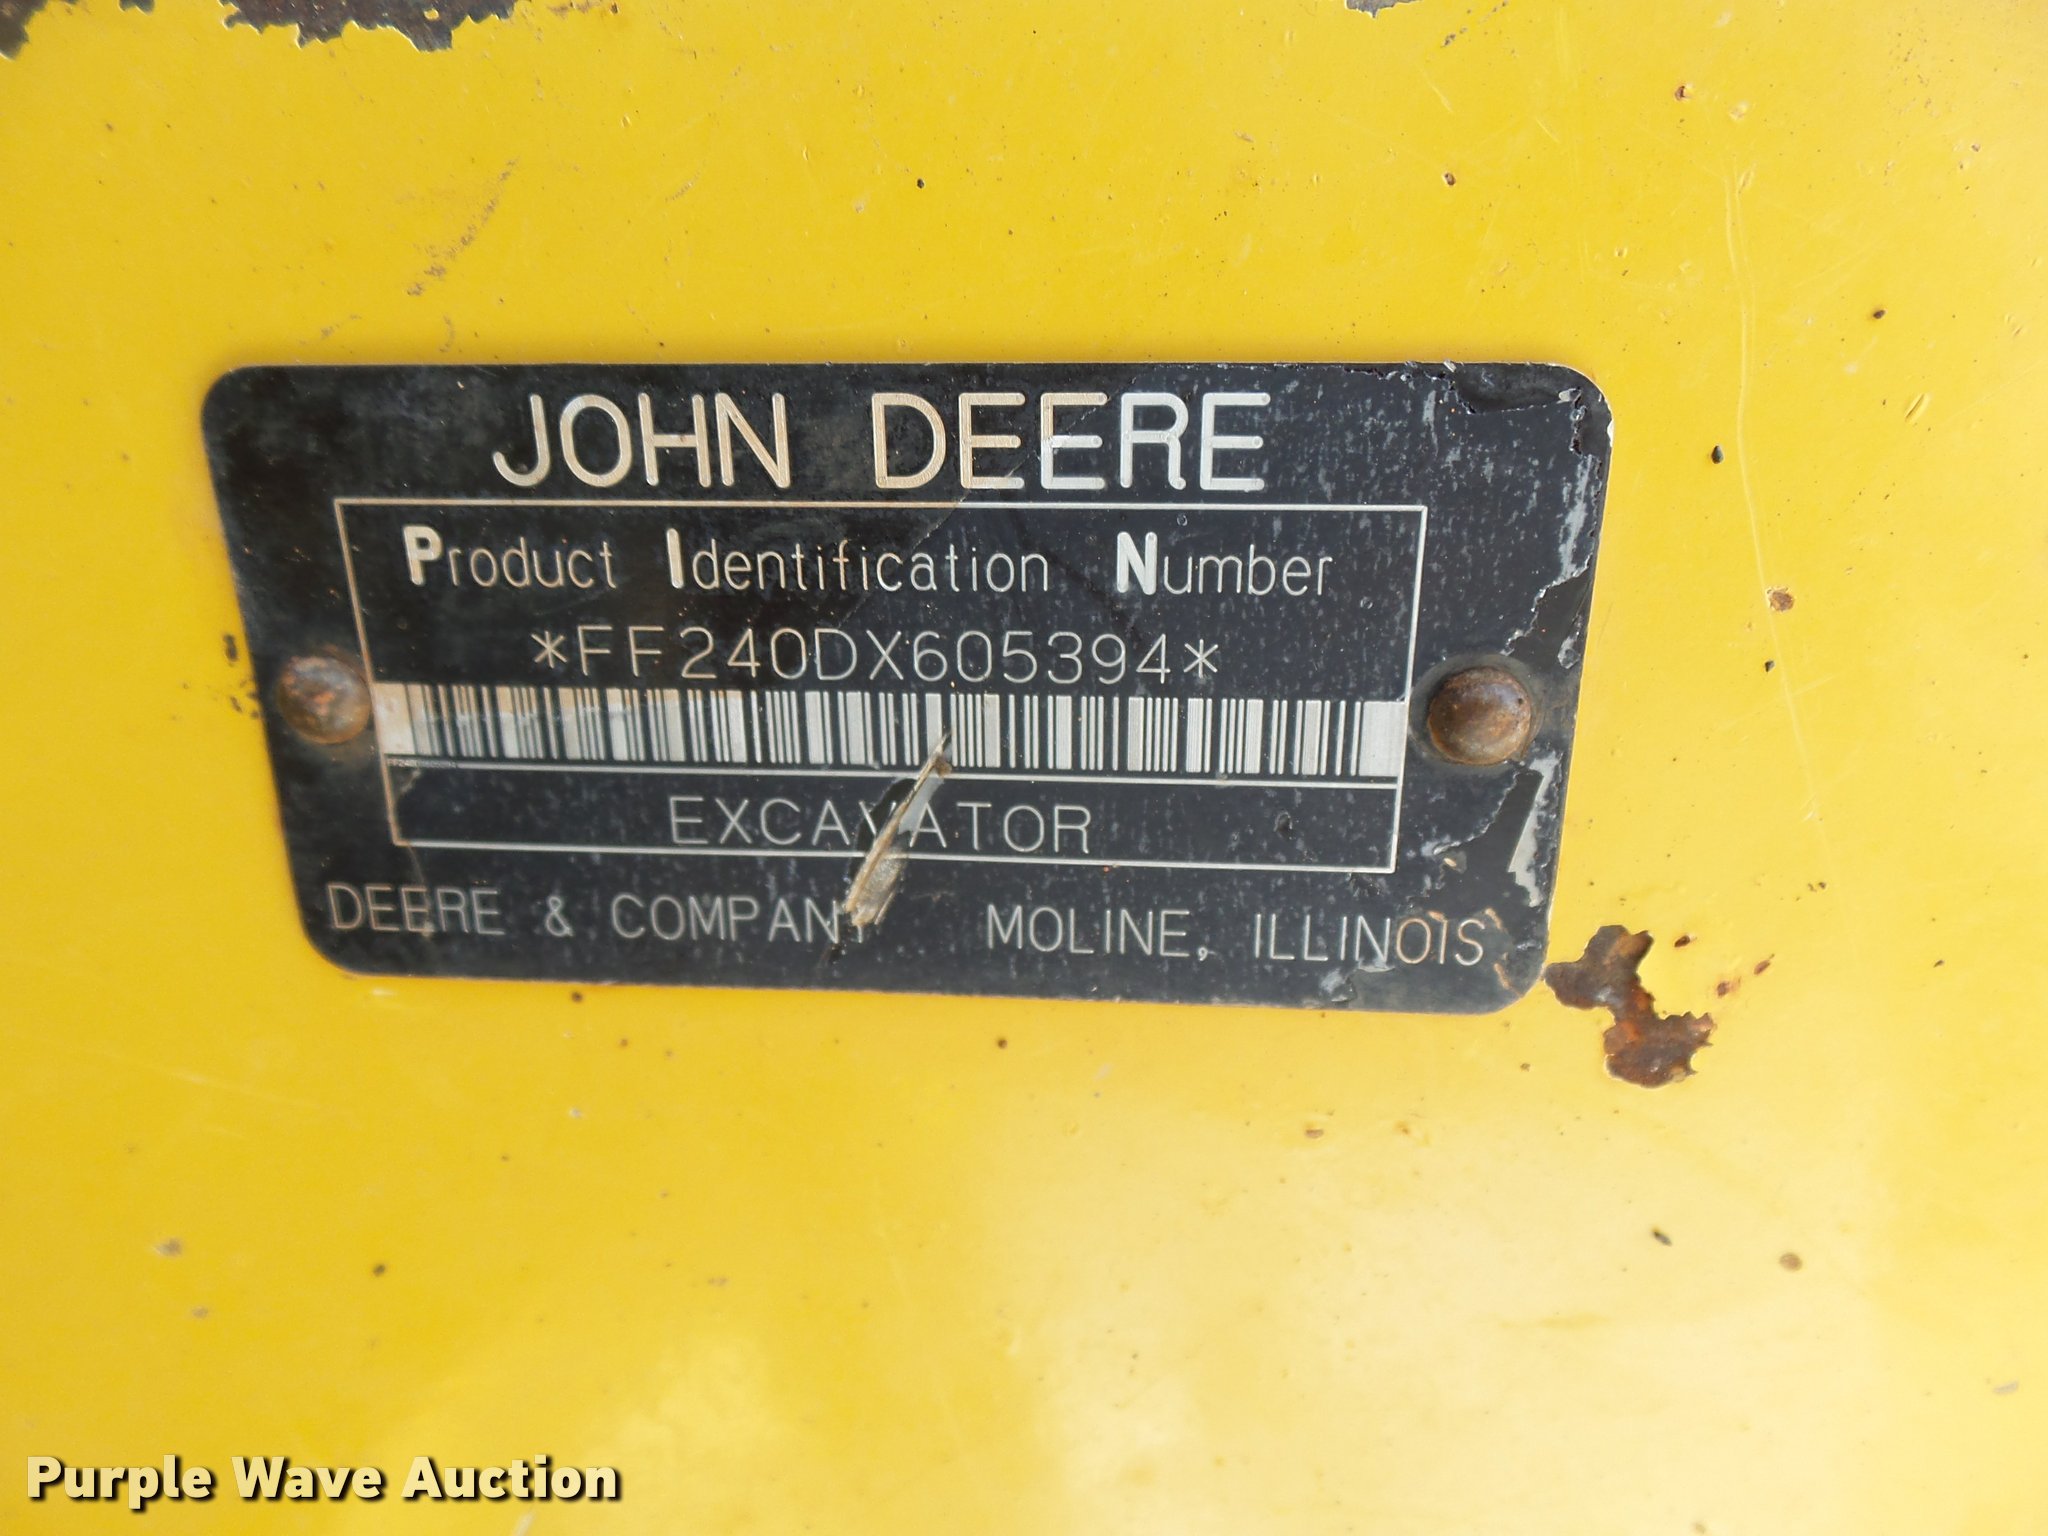 JOHN DEERE
Product Identification Number
*FF240DX605394*
EXCAVATOR
DEERE & COMPANY MOLINE, ILLINOIS
Purple Wave Auction